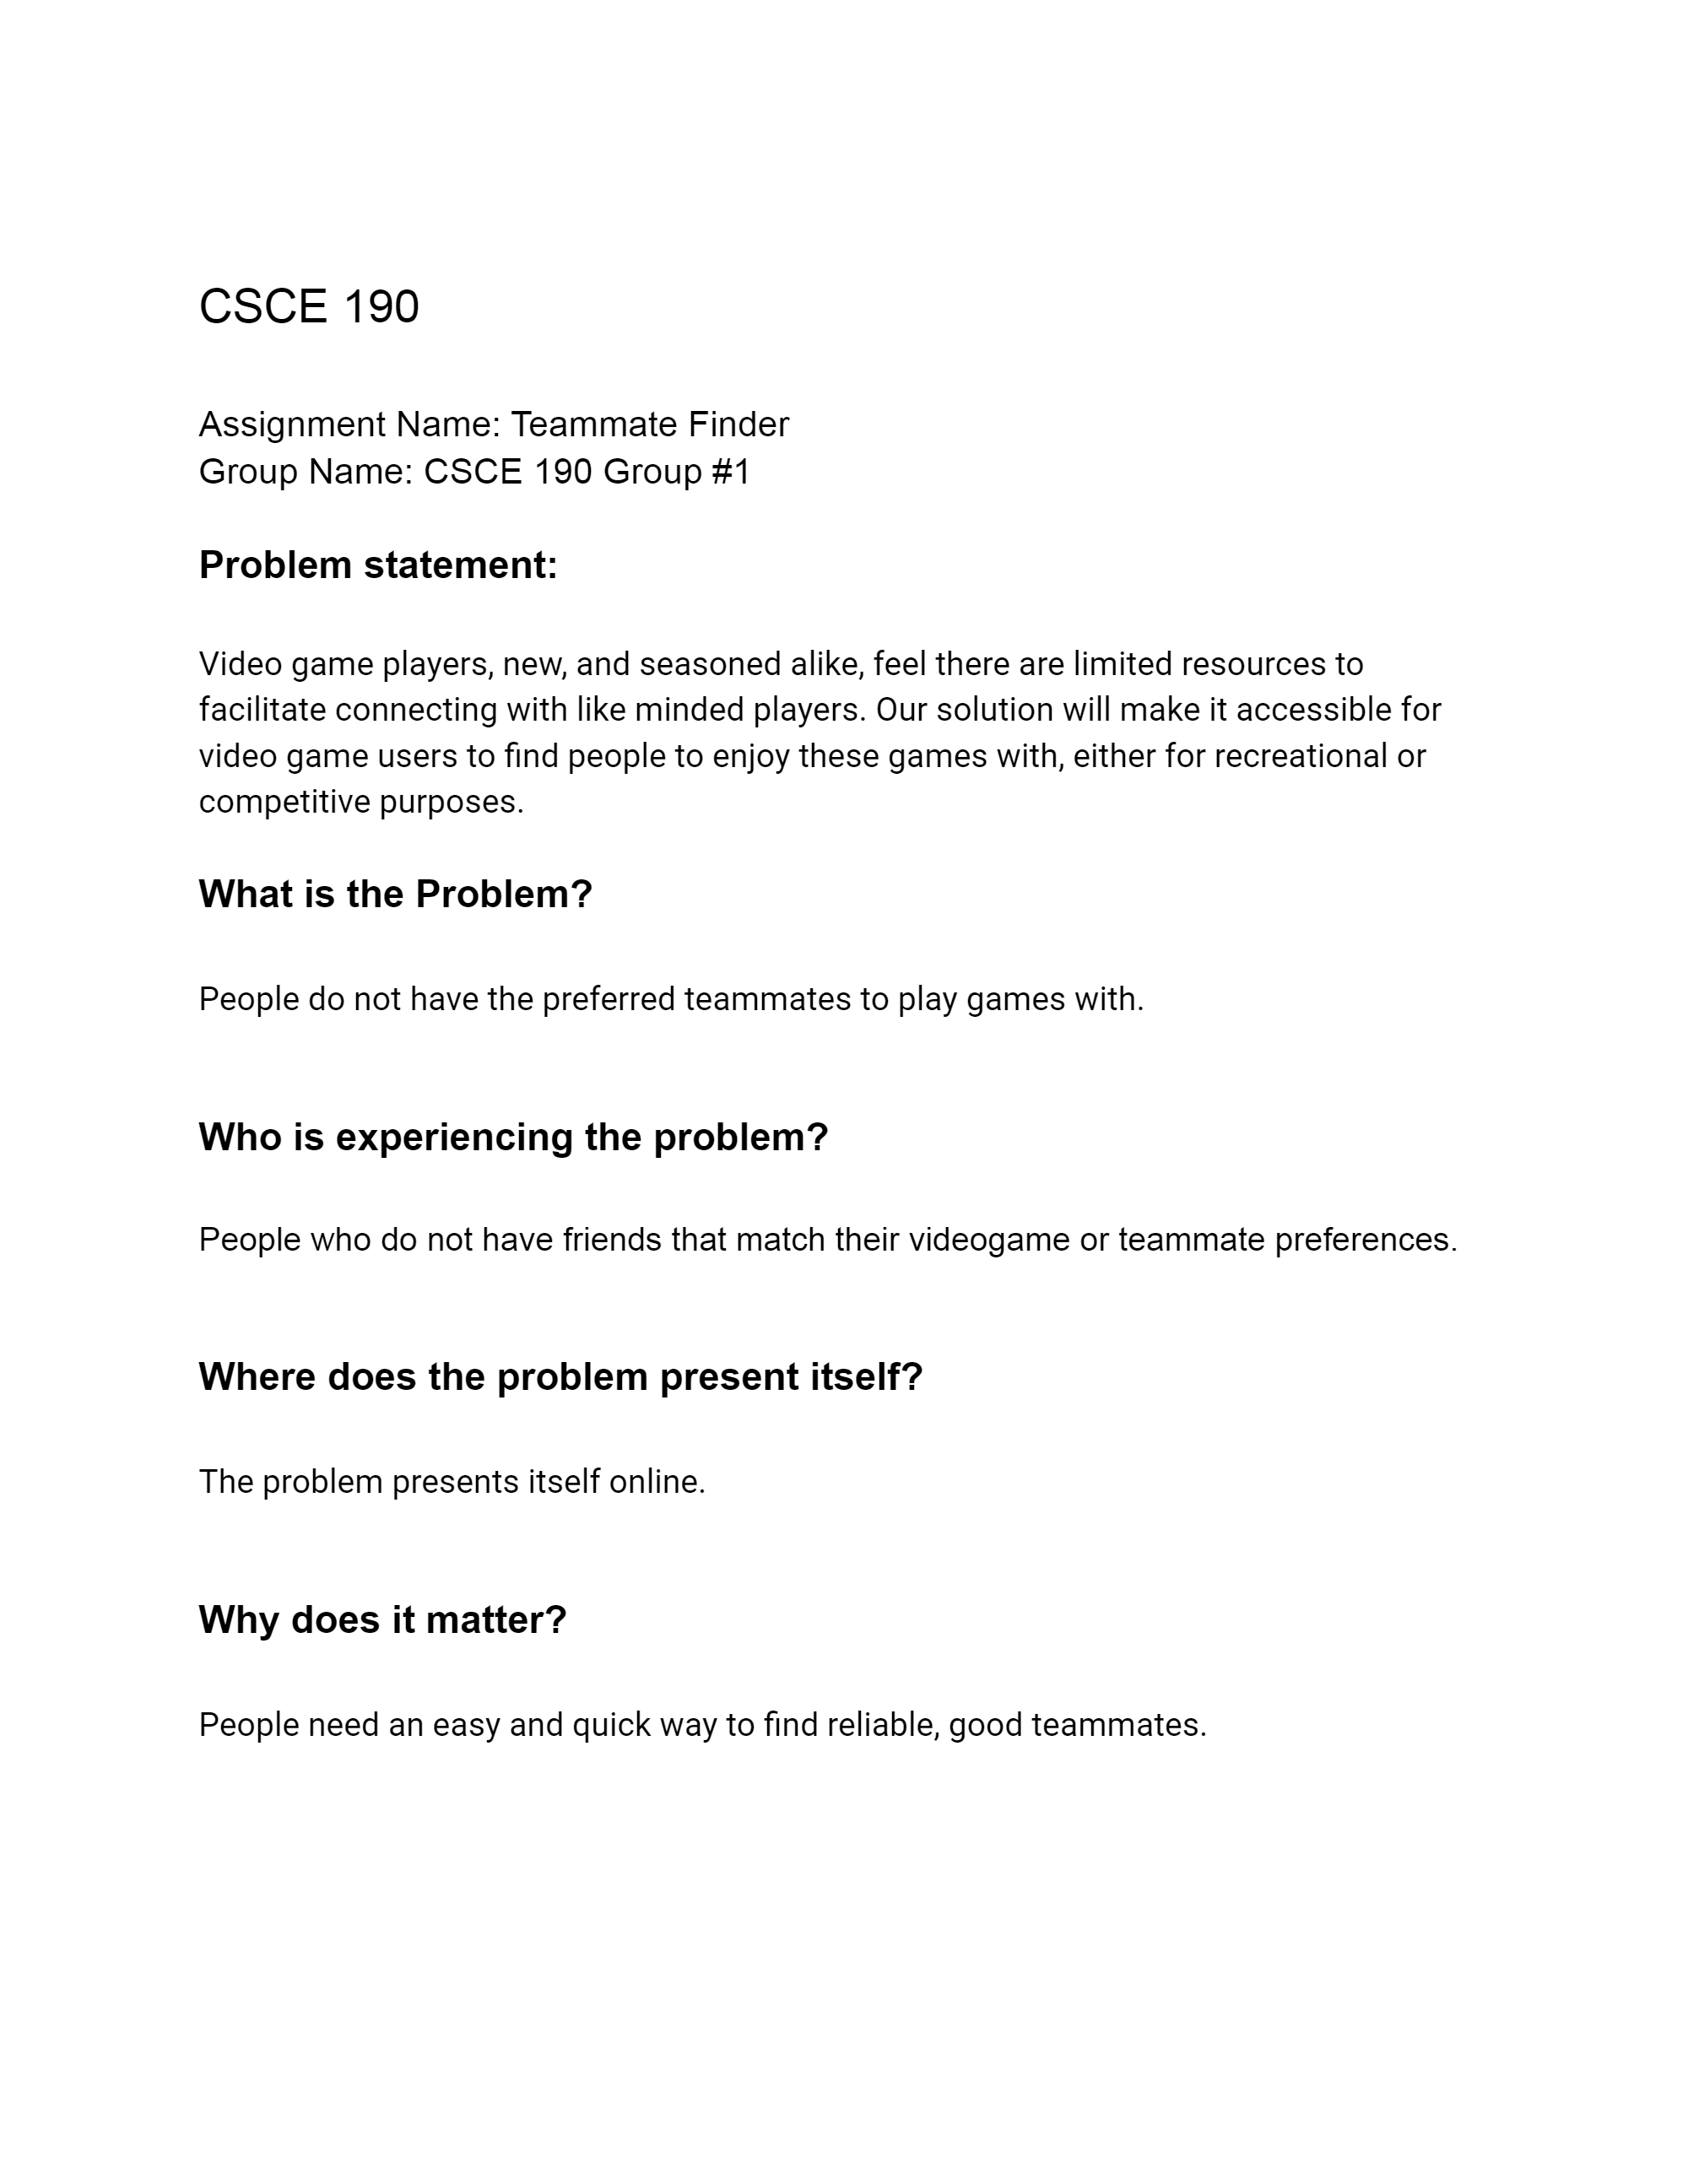 CSCE 190
Assignment Name: Teammate Finder
Group Name: CSCE 190 Group #1
Problem statement:
Video game players, new, and seasoned alike, feel there are limited resources to
facilitate connecting with like minded players. Our solution will make it accessible for
video game users to find people to enjoy these games with, either for recreational or
competitive purposes.
What is the Problem?
People do not have the preferred teammates to play games with.
Who is experiencing the problem?
People who do not have friends that match their videogame or teammate preferences.
Where does the problem present itself?
The problem presents itself online.
Why does it matter?
People need an easy and quick way to find reliable, good teammates.